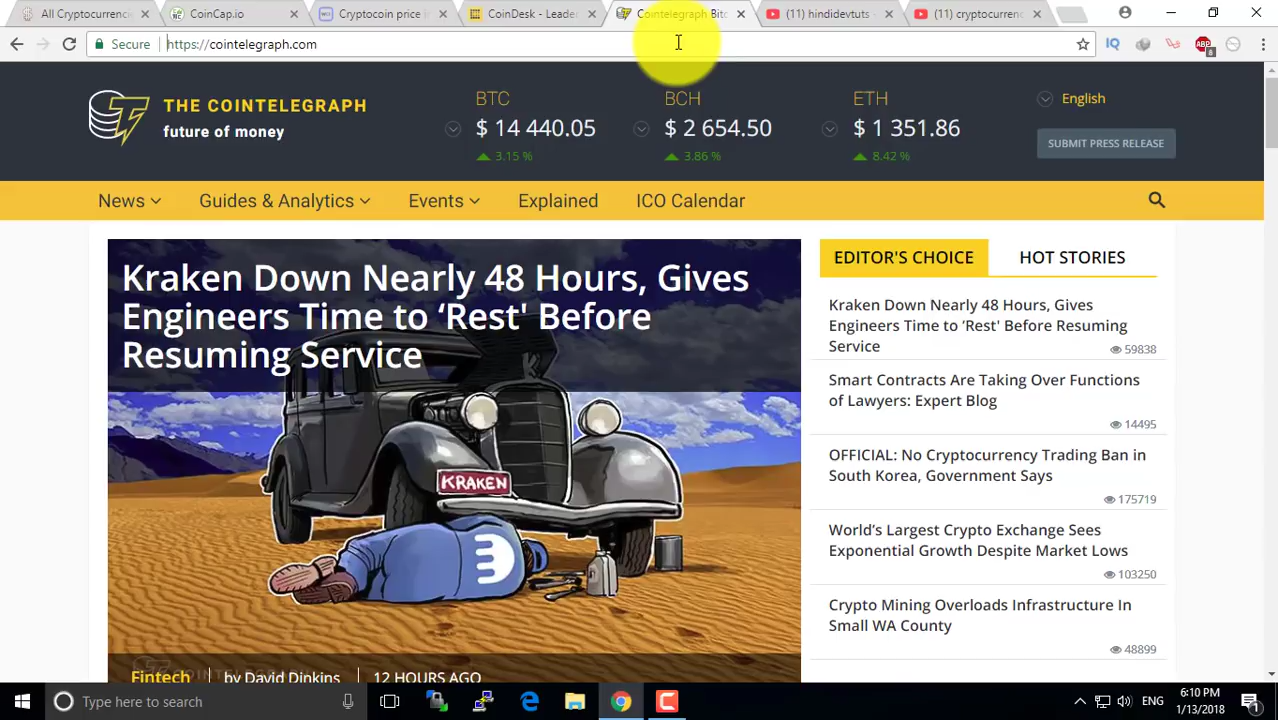 All Cryptocurrenc
CoinCap.io
Cryptocoin price in
CoinDesk - Leade
Cointelegraph Bitc
(11) hindidevtuts -
(11) cryptocurrenc
Secure
https://cointelegraph.com
IQ
ABP
6
THE COINTELEGRAPH
future of money
BTC
$ 14 440.05
3.15 %
BCH
$ 2 654.50
3.86 %
ETH
$ 1 351.86
8.42 %
English
SUBMIT PRESS RELEASE
News
Guides & Analytics
Events
Explained
ICO Calendar
Kraken Down Nearly 48 Hours, Gives
Engineers Time to ‘Rest' Before
Resuming Service
KRAKEN
COINTELEGRAPH
Fintech
by David Dinkins
12 HOURS AGO
EDITOR'S CHOICE
HOT STORIES
Kraken Down Nearly 48 Hours, Gives
Engineers Time to ‘Rest' Before Resuming
Service
59838
Smart Contracts Are Taking Over Functions
of Lawyers: Expert Blog
14495
OFFICIAL: No Cryptocurrency Trading Ban in
South Korea, Government Says
175719
World’s Largest Crypto Exchange Sees
Exponential Growth Despite Market Lows
103250
Crypto Mining Overloads Infrastructure In
Small WA County
48899
Type here to search
ENG
6:10 PM
1/13/2018
1